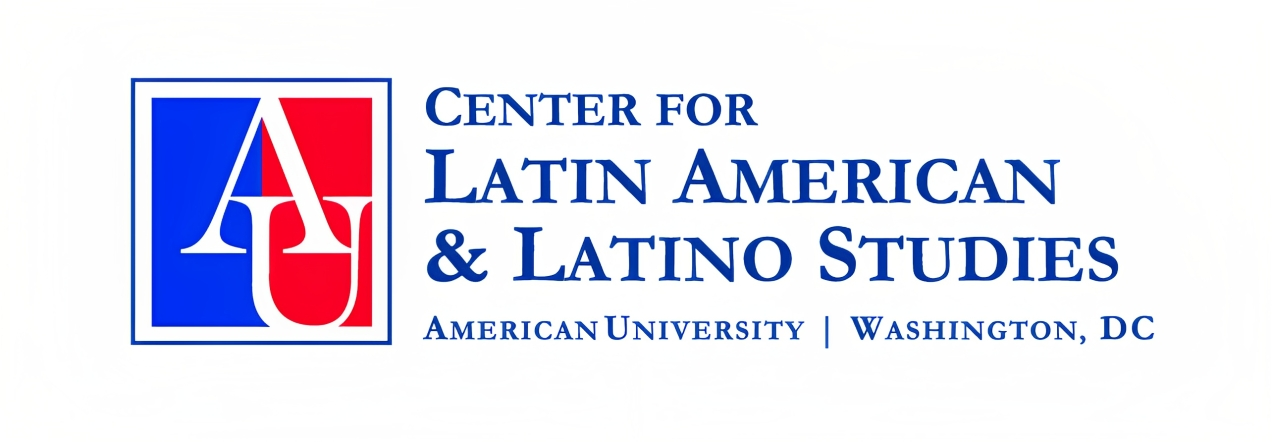 AU
CENTER FOR
LATIN AMERICAN
& LATINO STUDIES
AMERICAN UNIVERSITY | WASHINGTON, DC